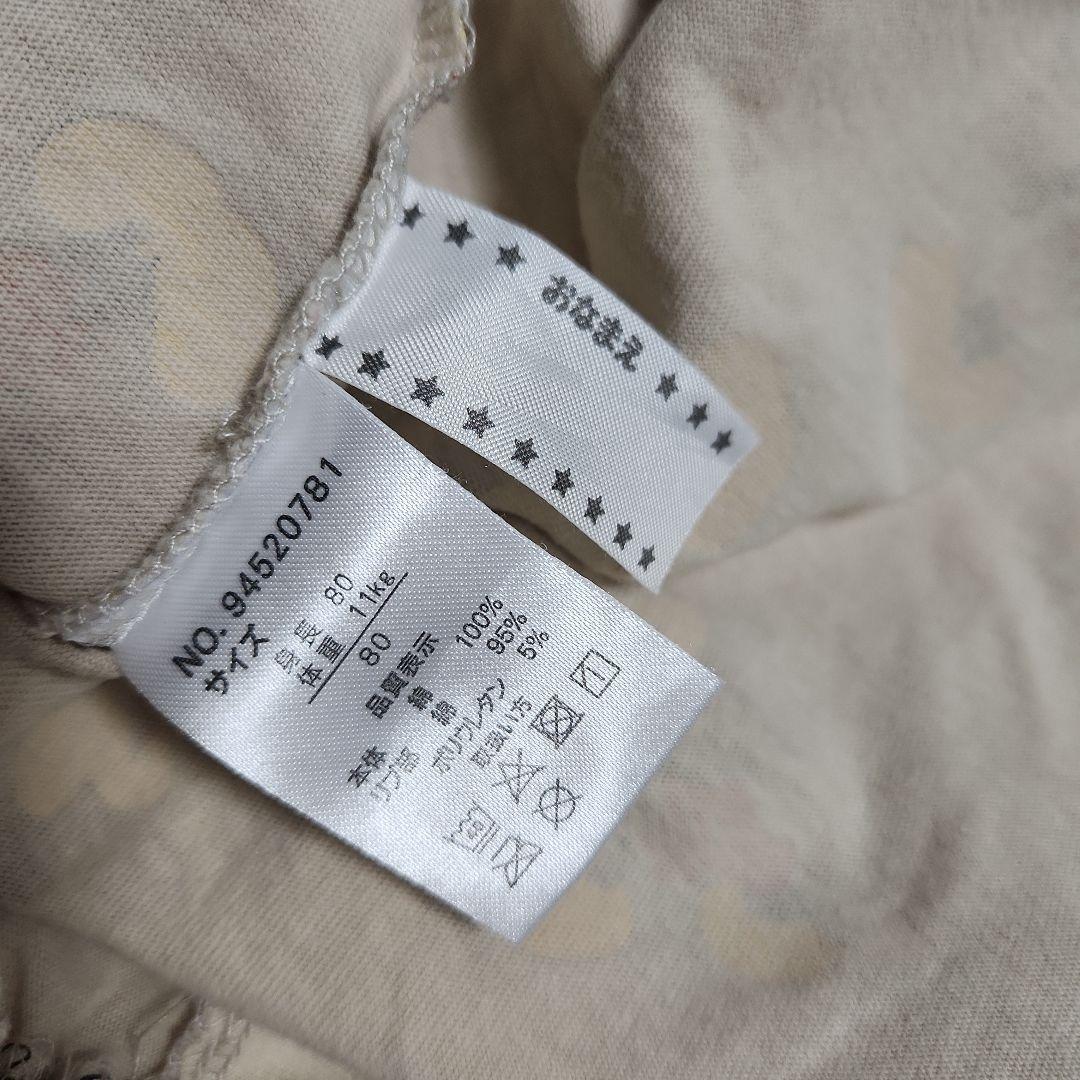 おなまえ
NO. 94520781
サイズ
身長 80
体重 11kg
80
品質表示
本体 綿 100%
リブ部 綿 95%
ポリウレタン 5%
取扱い方